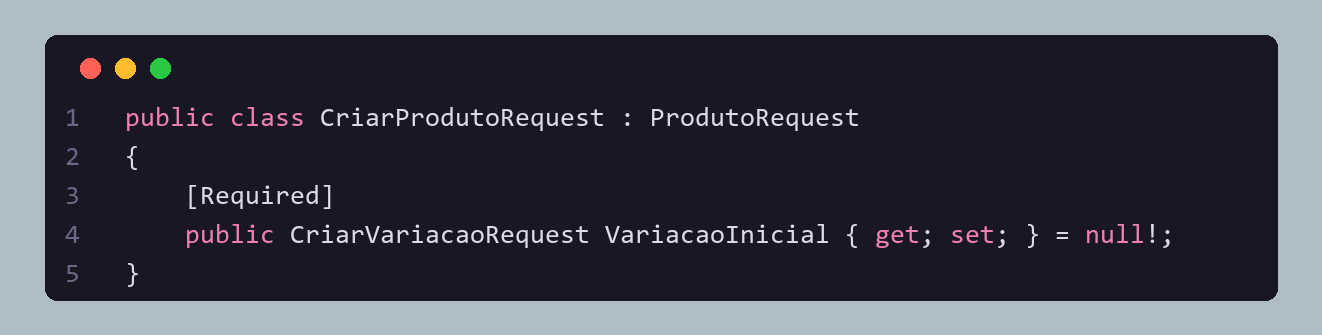 1 public class CriarProdutoRequest : ProdutoRequest
2 {
3     [Required]
4     public CriarVariacaoRequest VariacaoInicial { get; set; } = null!;
5 }